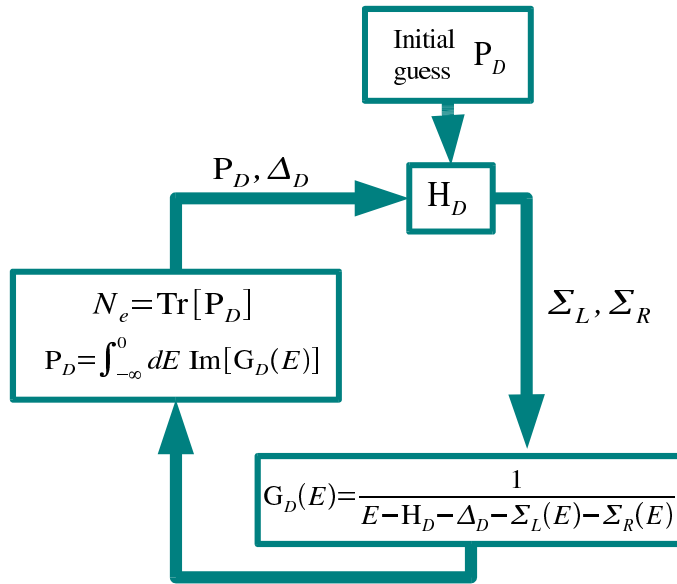 Initial
guess P_D
P_D, Δ_D
H_D
N_e=Tr[P_D]
P_D=∫_{-∞}^{0} dE Im[G_D(E)]
Σ_L, Σ_R
G_D(E)=\frac{1}{E-H_D-Δ_D-Σ_L(E)-Σ_R(E)}